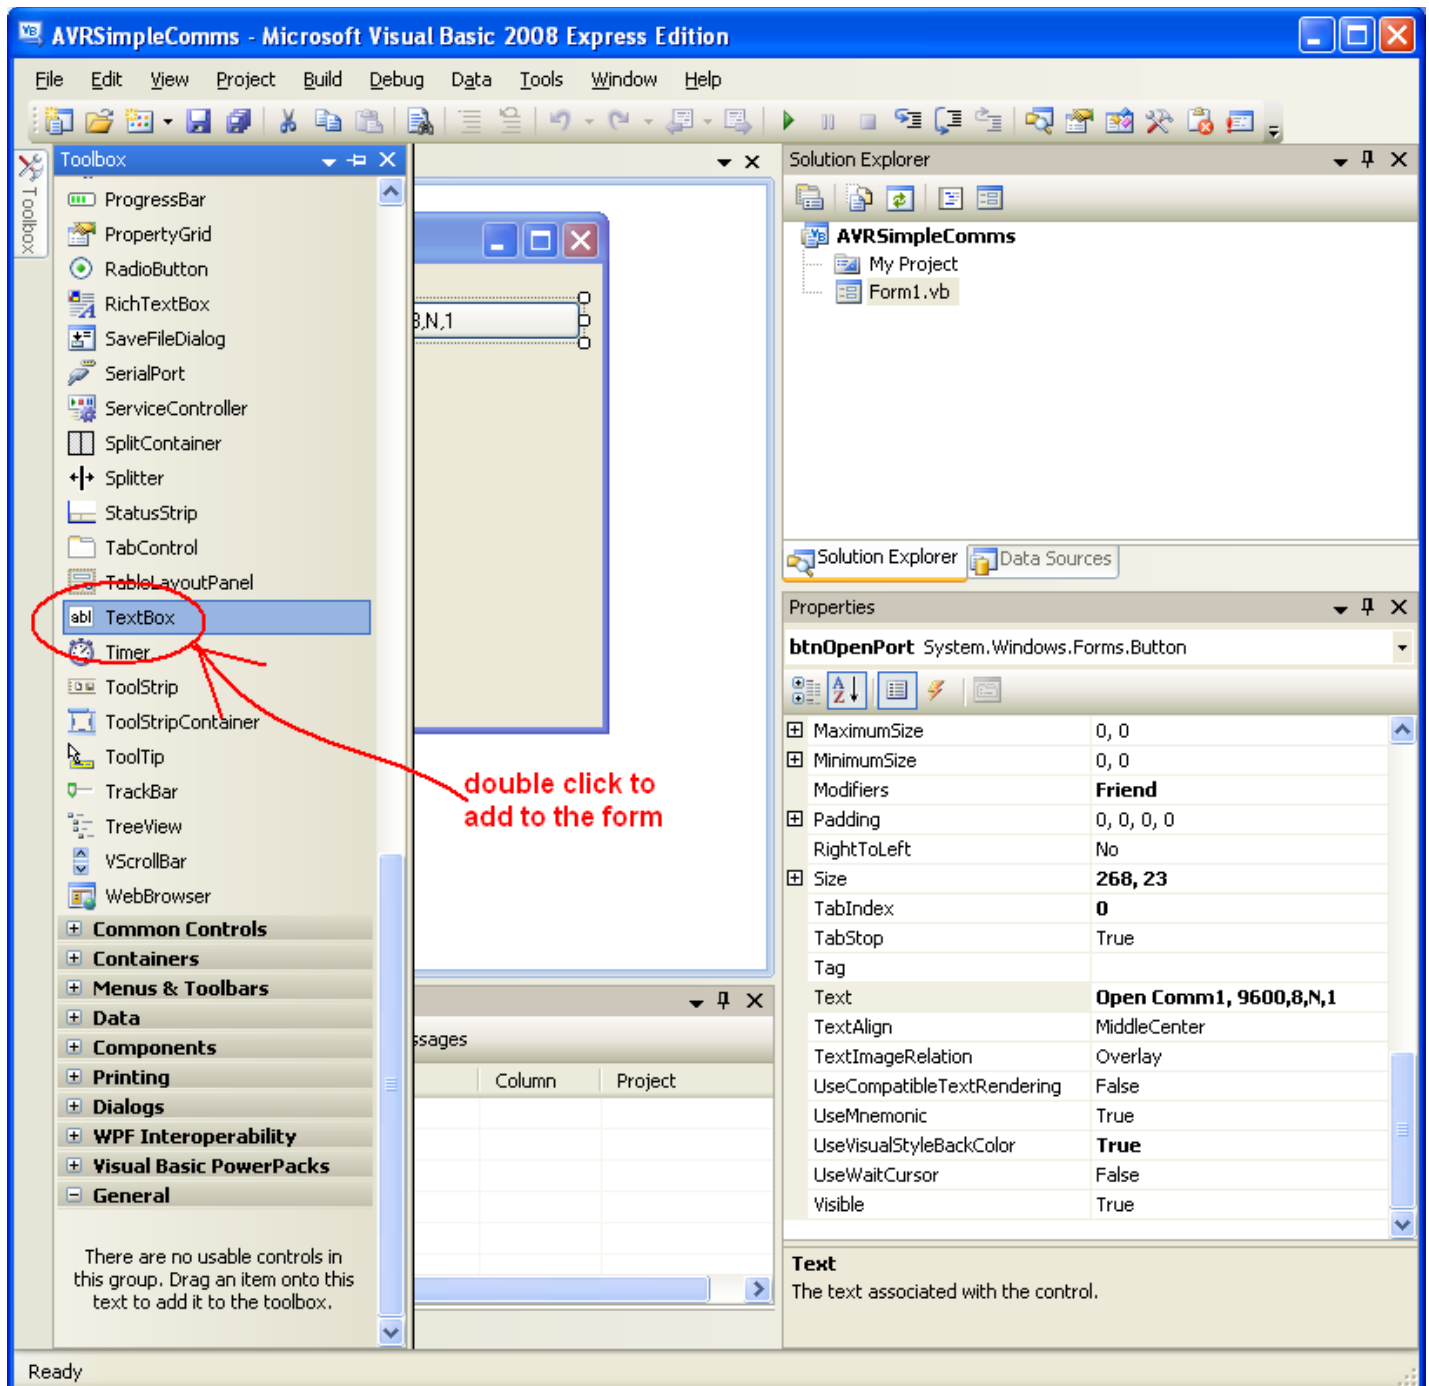 AVRSimpleComms - Microsoft Visual Basic 2008 Express Edition
File Edit View Project Build Debug Data Tools Window Help
Toolbox
Toolbox
ProgressBar
PropertyGrid
RadioButton
RichTextBox
SaveFileDialog
SerialPort
ServiceController
SplitContainer
Splitter
StatusStrip
TabControl
TableLayoutPanel
abl TextBox
Timer
ToolStrip
ToolStripContainer
ToolTip
TrackBar
TreeView
VScrollBar
WebBrowser
Common Controls
Containers
Menus & Toolbars
Data
Components
Printing
Dialogs
WPF Interoperability
Visual Basic PowerPacks
General
There are no usable controls in
this group. Drag an item onto this
text to add it to the toolbox.
8,N,1
double click to
add to the form
ssages
Column Project
Solution Explorer
AVRSimpleComms
My Project
Form1.vb
Solution Explorer Data Sources
Properties
btnOpenPort System.Windows.Forms.Button
MaximumSize 0, 0
MinimumSize 0, 0
Modifiers Friend
Padding 0, 0, 0, 0
RightToLeft No
Size 268, 23
TabIndex 0
TabStop True
Tag
Text Open Comm1, 9600,8,N,1
TextAlign MiddleCenter
TextImageRelation Overlay
UseCompatibleTextRendering False
UseMnemonic True
UseVisualStyleBackColor True
UseWaitCursor False
Visible True
Text
The text associated with the control.
Ready